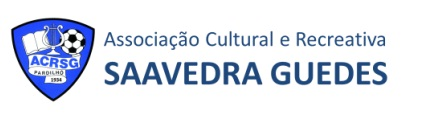 ACRSG
PARDILHÓ
1934
Associação Cultural e Recreativa
SAAVEDRA GUEDES